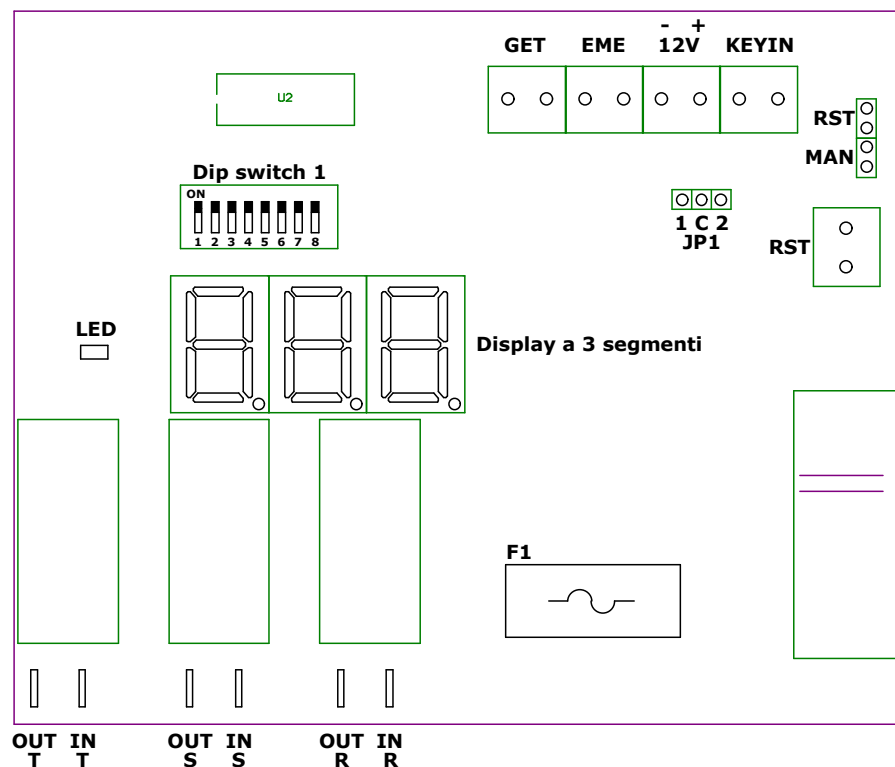 - +
GET EME 12V KEYIN
U2
RST
MAN
Dip switch 1
ON
1 2 3 4 5 6 7 8
1 C 2
JP1
RST
LED
Display a 3 segmenti
F1
OUT IN OUT IN OUT IN
T T S S R R